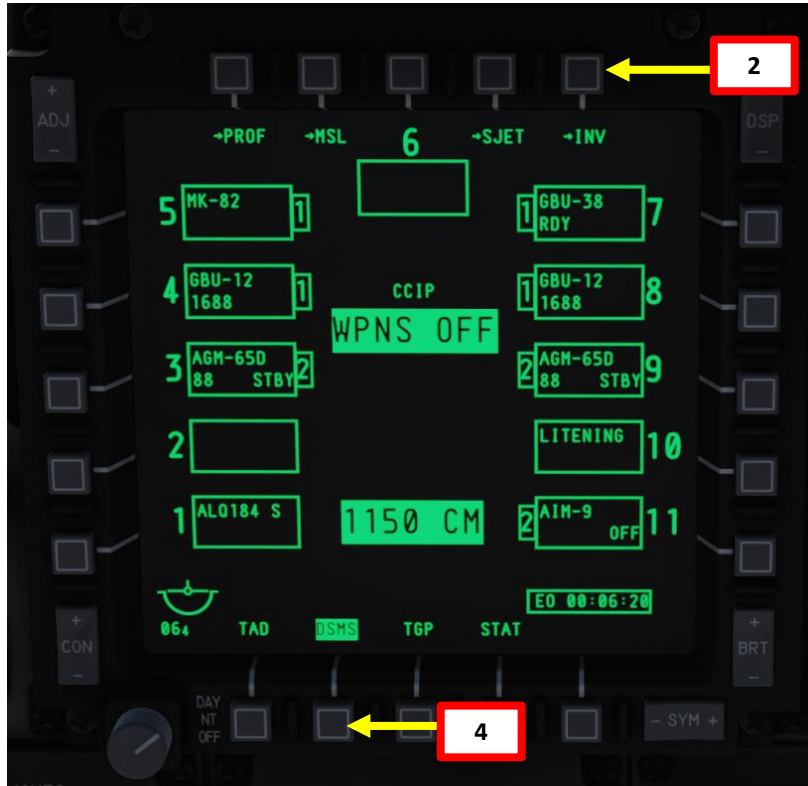 2
+
ADJ
-
DSP
-
→PROF →MSL 6 →SJET →INV
5 MK-82 1
1 GBU-38 7
RDY
4 GBU-12 1
1688
CCIP
1 GBU-12 8
1688
WPNS OFF
3 AGM-65D 2
88 STBY
2 AGM-65D 9
88 STBY
2
LITENING 10
1 ALQ184 S
1150 CM
2 AIM-9 11
OFF
EO 00:06:20
064 TAD DSMS TGP STAT
+
CON
-
+
BRT
-
DAY
NT
OFF
4
- SYM +